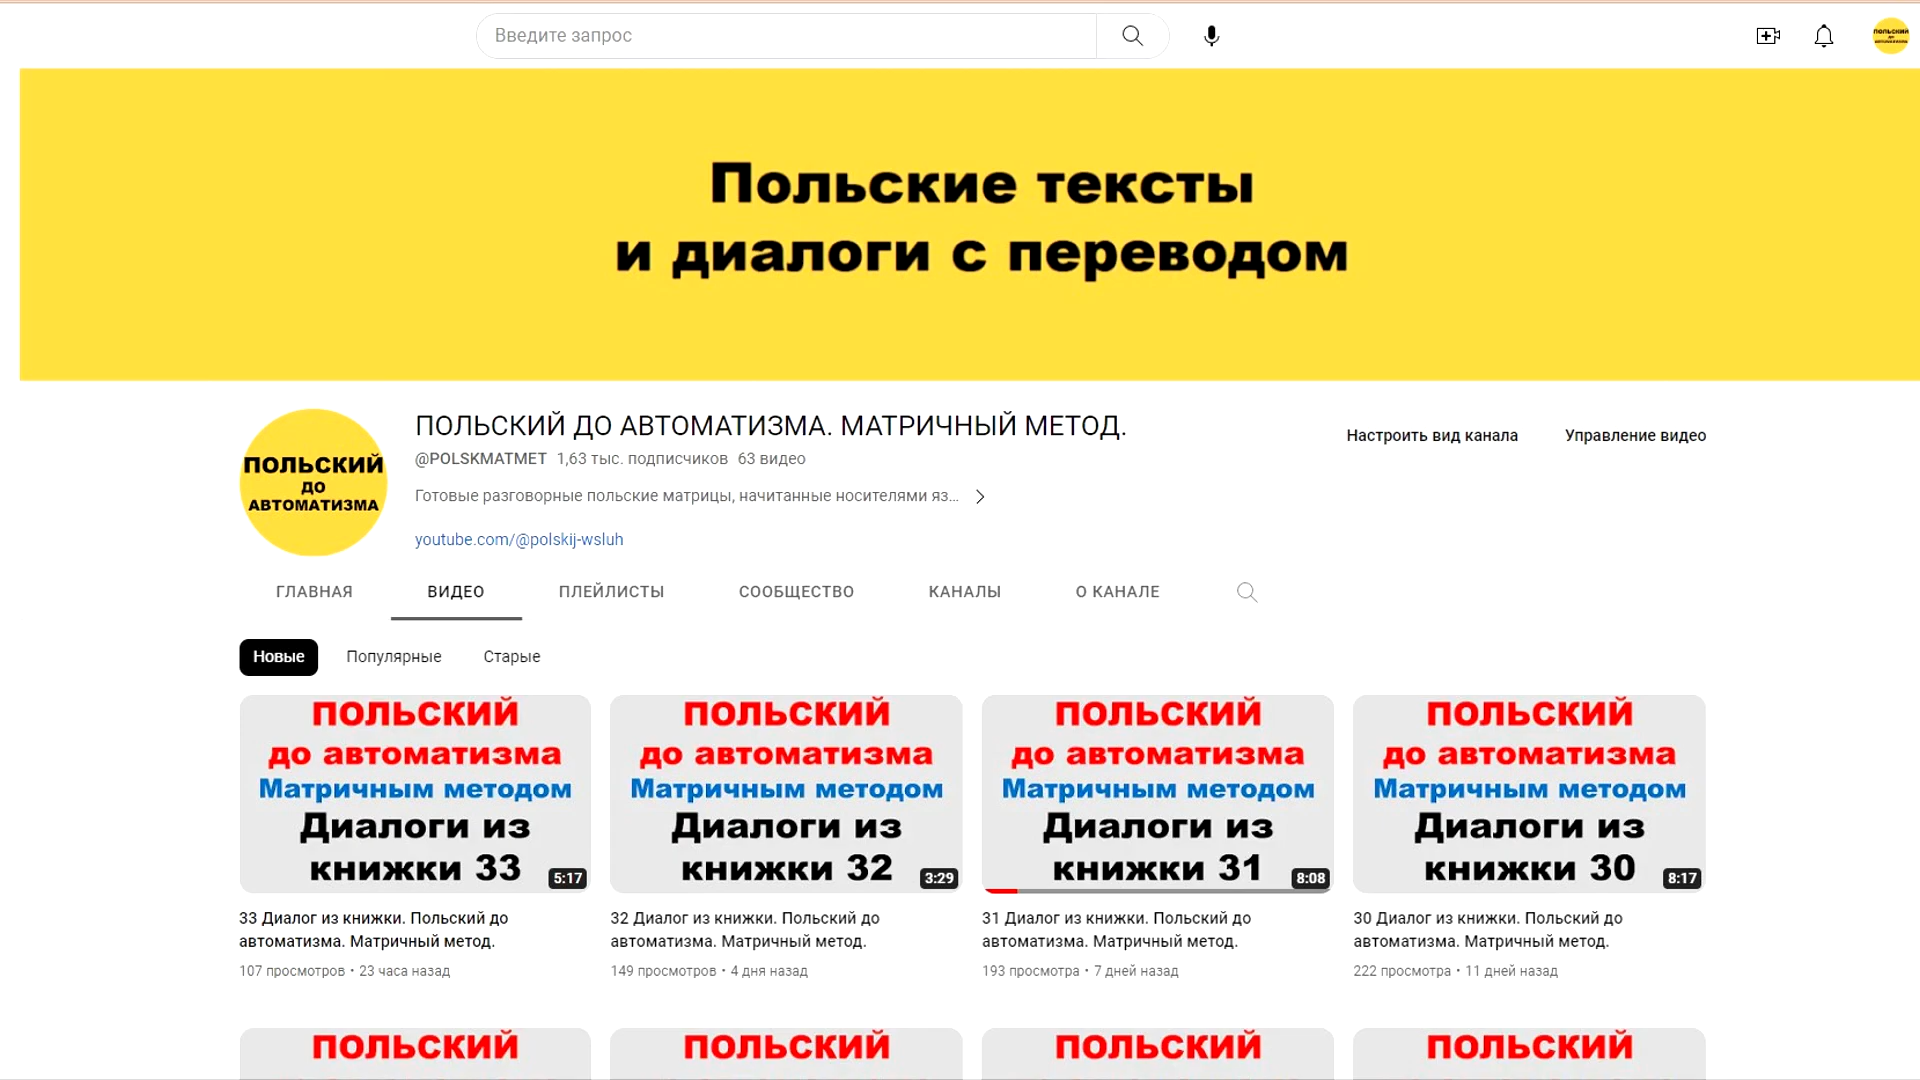 Введите запрос
ПОЛЬСКИЙ
ДО
АВТОМАТИЗМА
Польские тексты
и диалоги с переводом
ПОЛЬСКИЙ
ДО
АВТОМАТИЗМА
ПОЛЬСКИЙ ДО АВТОМАТИЗМА. МАТРИЧНЫЙ МЕТОД.
@POLSKMATMET 1,63 тыс. подписчиков 63 видео
Готовые разговорные польские матрицы, начитанные носителями яз...
youtube.com/@polskij-wsluh
Настроить вид канала
Управление видео
ГЛАВНАЯ ВИДЕО ПЛЕЙЛИСТЫ СООБЩЕСТВО КАНАЛЫ О КАНАЛЕ
Новые Популярные Старые
ПОЛЬСКИЙ
до автоматизма
Матричным методом
Диалоги из
книжки 33
5:17
33 Диалог из книжки. Польский до
автоматизма. Матричный метод.
107 просмотров • 23 часа назад
ПОЛЬСКИЙ
до автоматизма
Матричным методом
Диалоги из
книжки 32
3:29
32 Диалог из книжки. Польский до
автоматизма. Матричный метод.
149 просмотров • 4 дня назад
ПОЛЬСКИЙ
до автоматизма
Матричным методом
Диалоги из
книжки 31
8:08
31 Диалог из книжки. Польский до
автоматизма. Матричный метод.
193 просмотра • 7 дней назад
ПОЛЬСКИЙ
до автоматизма
Матричным методом
Диалоги из
книжки 30
8:17
30 Диалог из книжки. Польский до
автоматизма. Матричный метод.
222 просмотра • 11 дней назад
ПОЛЬСКИЙ
ПОЛЬСКИЙ
ПОЛЬСКИЙ
ПОЛЬСКИЙ